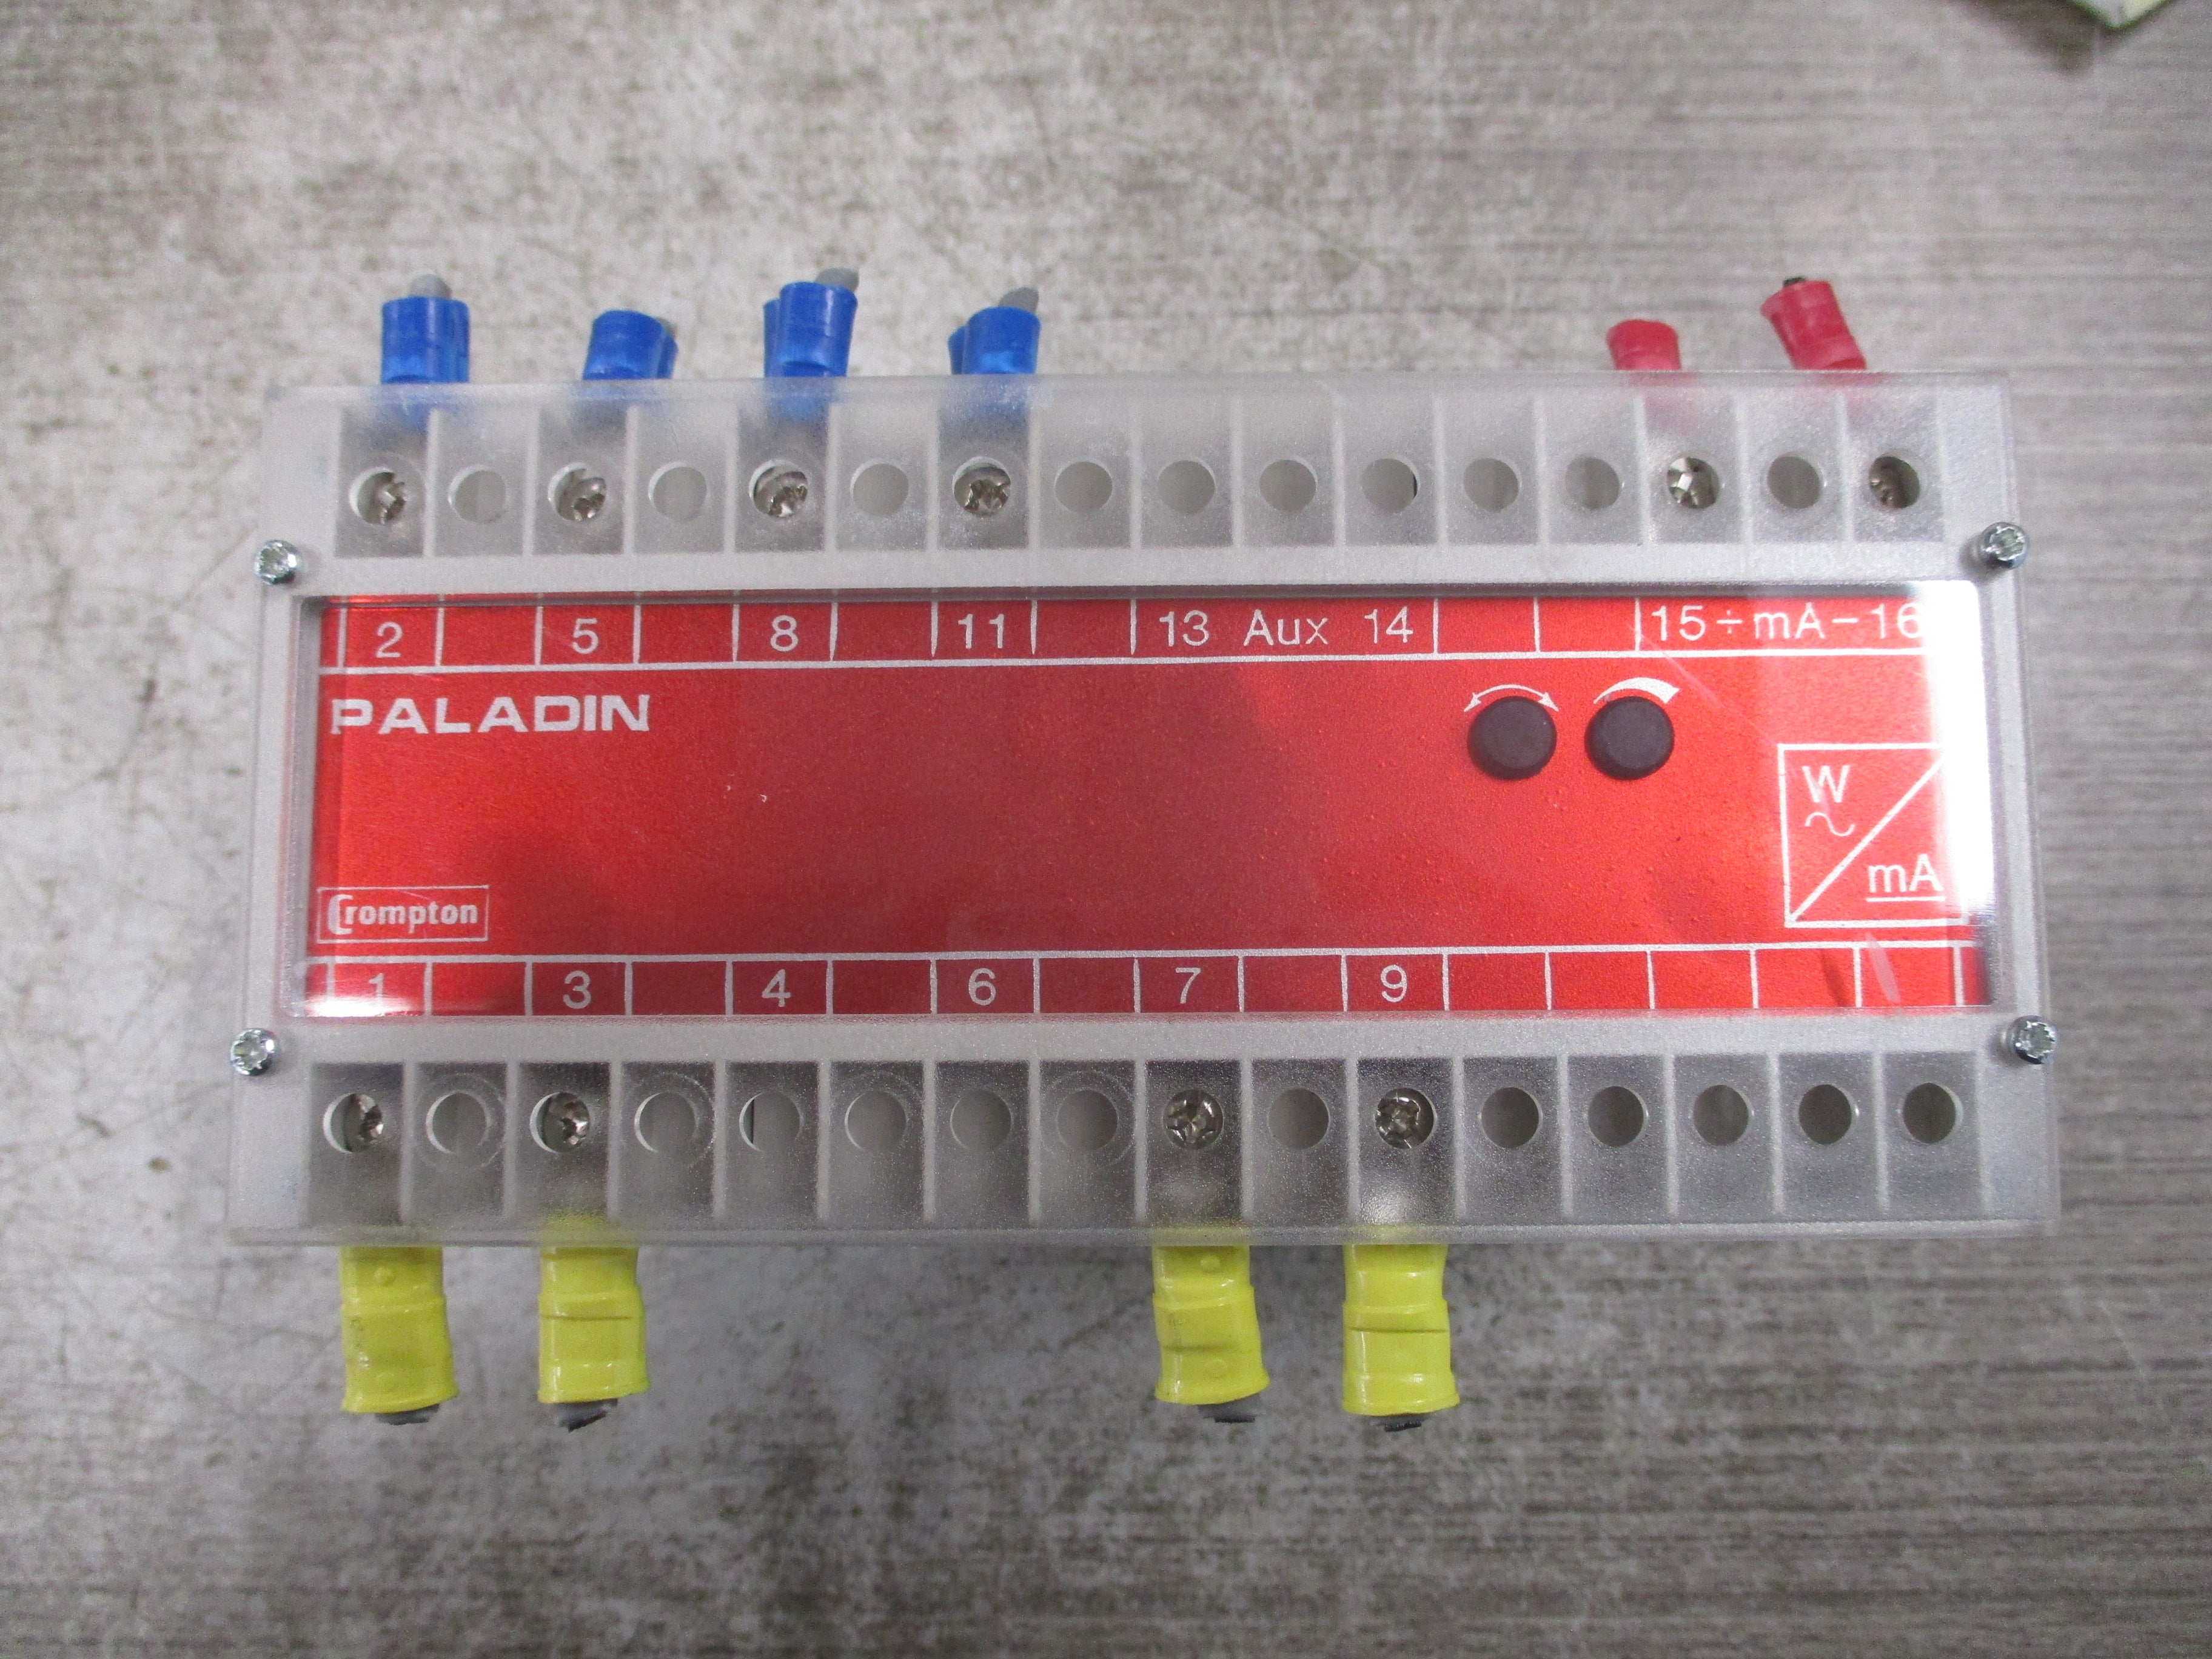 2 5 8 11 13 Aux 14 15÷mA-16
PALADIN
W
~
mA
Crompton
1 3 4 6 7 9